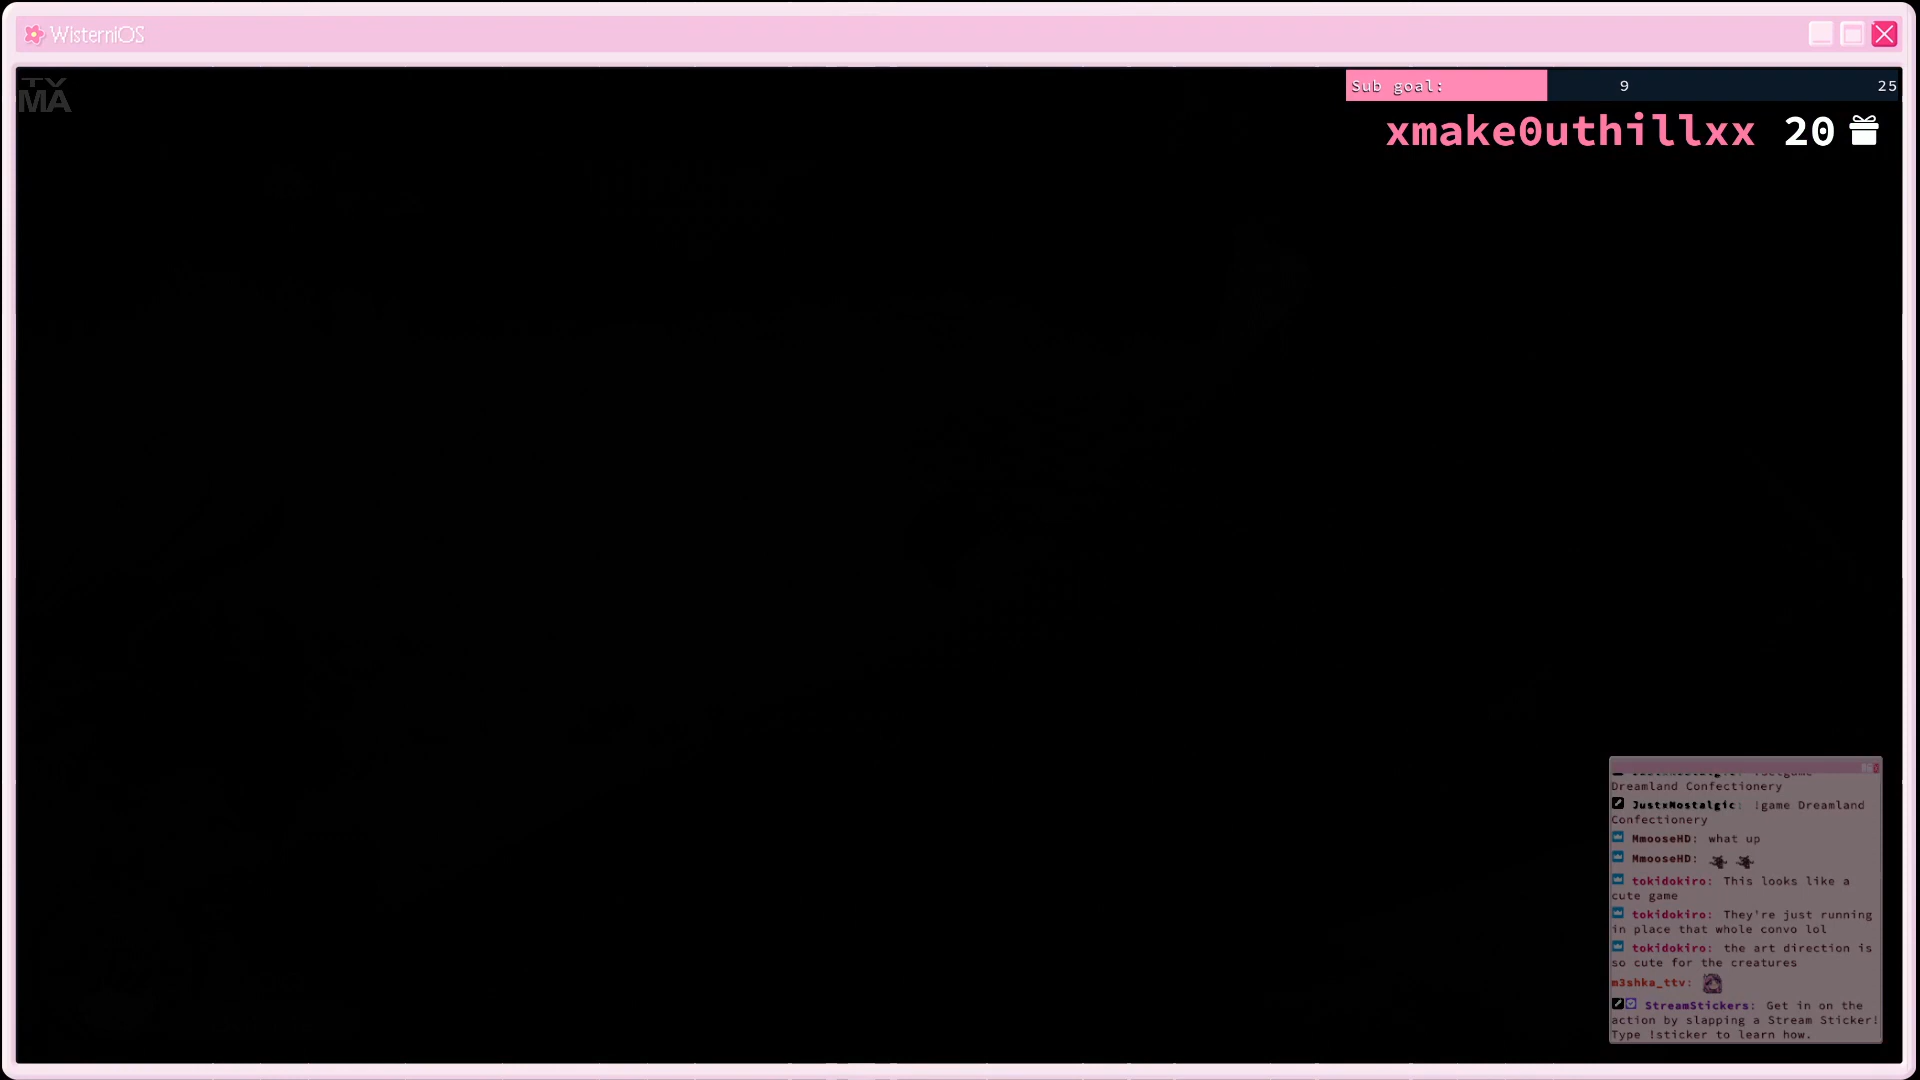 WisterniOS
TV
MA
Sub goal: 9 25
xmake0uthillxx 20
Dreamland Confectionery
JustxNostalgic: !game Dreamland
Confectionery
MmooseHD: what up
MmooseHD:
tokidokiro: This looks like a
cute game
tokidokiro: They're just running
in place that whole convo lol
tokidokiro: the art direction is
so cute for the creatures
m3shka_ttv:
StreamStickers: Get in on the
action by slapping a Stream Sticker!
Type !sticker to learn how.